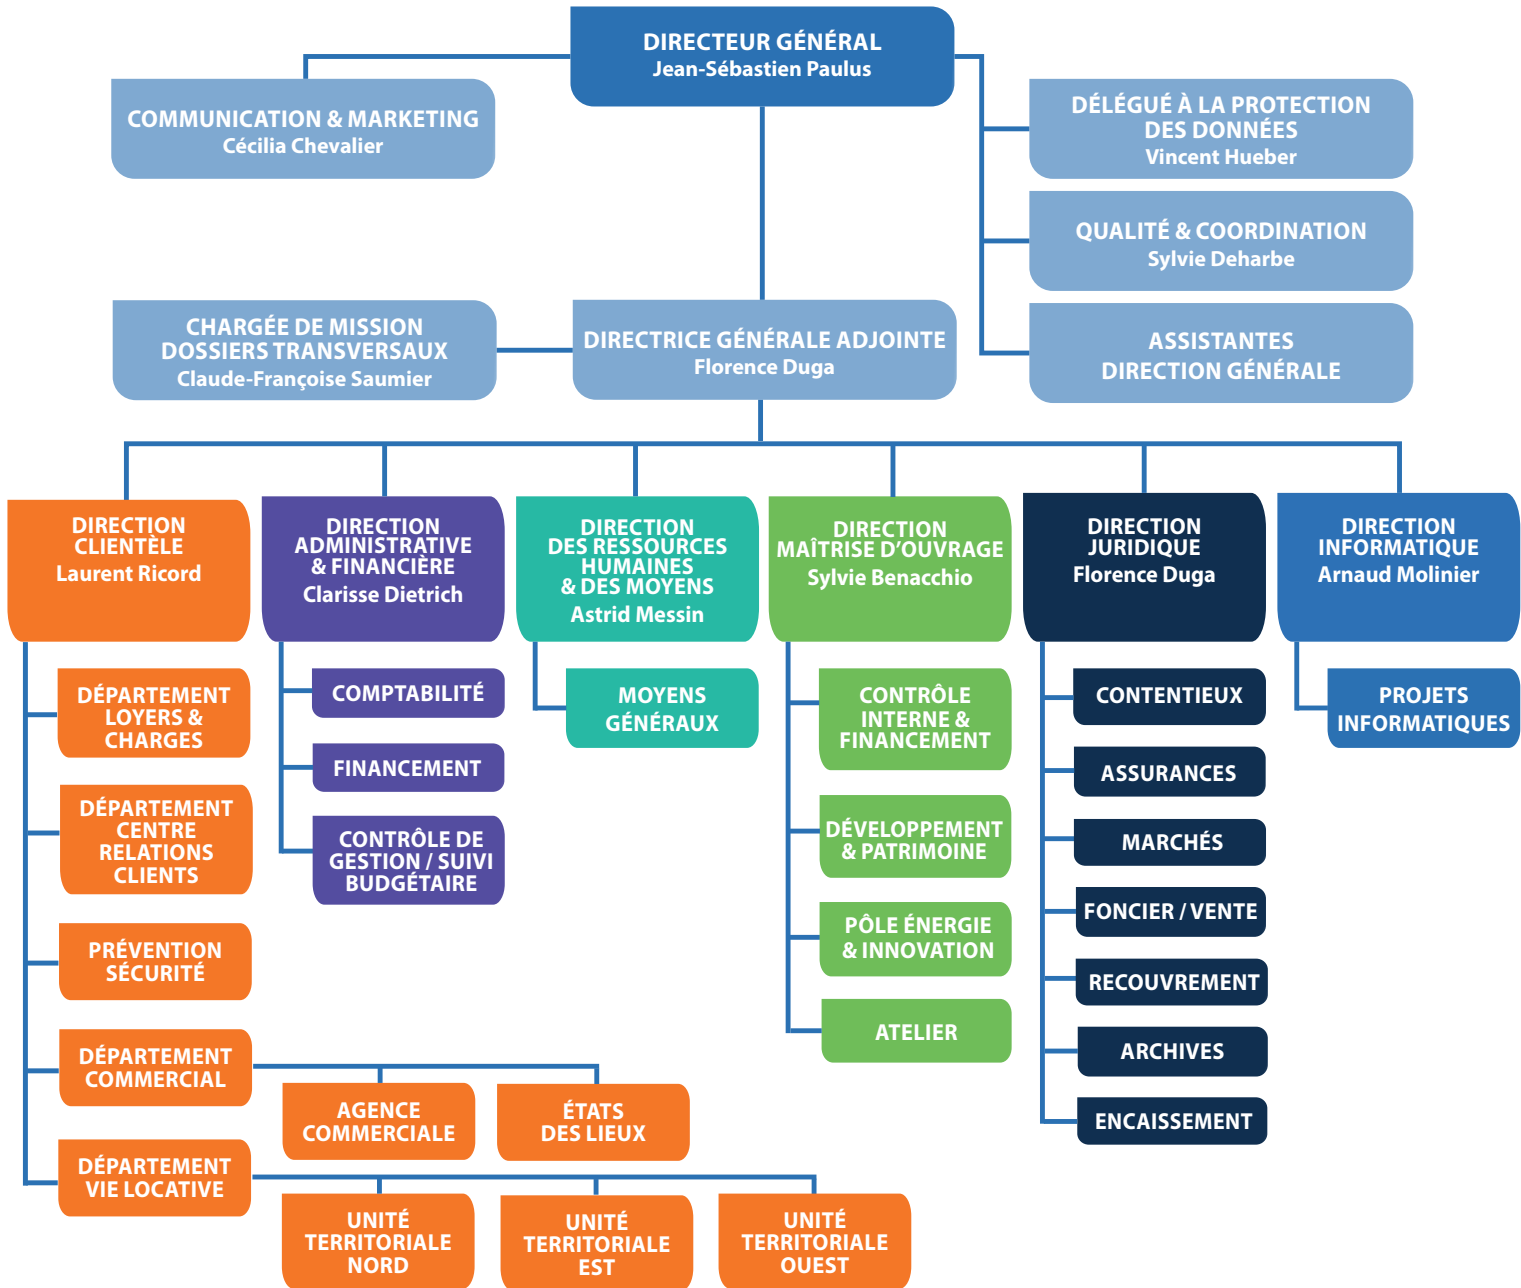 DIRECTEUR GÉNÉRAL
Jean-Sébastien Paulus
COMMUNICATION & MARKETING
Cécilia Chevalier
DÉLÉGUÉ À LA PROTECTION
DES DONNÉES
Vincent Hueber
QUALITÉ & COORDINATION
Sylvie Deharbe
CHARGÉE DE MISSION
DOSSIERS TRANSVERSAUX
Claude-Françoise Saumier
DIRECTRICE GÉNÉRALE ADJOINTE
Florence Duga
ASSISTANTES
DIRECTION GÉNÉRALE
DIRECTION
CLIENTÈLE
Laurent Ricord
DIRECTION
ADMINISTRATIVE
& FINANCIÈRE
Clarisse Dietrich
DIRECTION
DES RESSOURCES
HUMAINES
& DES MOYENS
Astrid Messin
DIRECTION
MAÎTRISE D'OUVRAGE
Sylvie Benacchio
DIRECTION
JURIDIQUE
Florence Duga
DIRECTION
INFORMATIQUE
Arnaud Molinier
DÉPARTEMENT
LOYERS &
CHARGES
DÉPARTEMENT
CENTRE
RELATIONS
CLIENTS
PRÉVENTION
SÉCURITÉ
DÉPARTEMENT
COMMERCIAL
AGENCE
COMMERCIALE
ÉTATS
DES LIEUX
DÉPARTEMENT
VIE LOCATIVE
UNITÉ
TERRITORIALE
NORD
UNITÉ
TERRITORIALE
EST
UNITÉ
TERRITORIALE
OUEST
COMPTABILITÉ
FINANCEMENT
CONTRÔLE DE
GESTION / SUIVI
BUDGÉTAIRE
MOYENS
GÉNÉRAUX
CONTRÔLE
INTERNE &
FINANCEMENT
DÉVELOPPEMENT
& PATRIMOINE
PÔLE ÉNERGIE
& INNOVATION
ATELIER
CONTENTIEUX
ASSURANCES
MARCHÉS
FONCIER / VENTE
RECOUVREMENT
ARCHIVES
ENCAISSEMENT
PROJETS
INFORMATIQUES